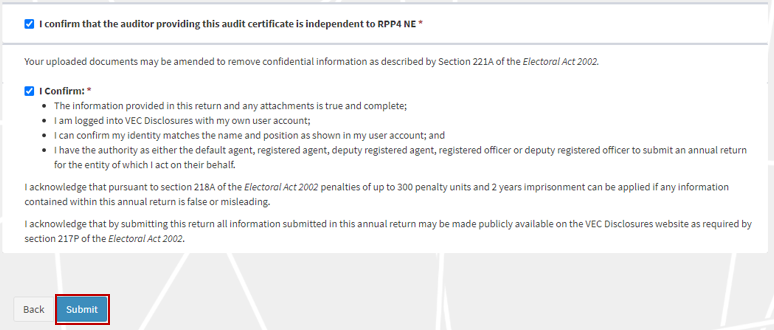 I confirm that the auditor providing this audit certificate is independent to RPP4 NE *
Your uploaded documents may be amended to remove confidential information as described by Section 221A of the Electoral Act 2002.
I Confirm: *
• The information provided in this return and any attachments is true and complete;
• I am logged into VEC Disclosures with my own user account;
• I can confirm my identity matches the name and position as shown in my user account; and
• I have the authority as either the default agent, registered agent, deputy registered agent, registered officer or deputy registered officer to submit an annual return
for the entity of which I act on their behalf.
I acknowledge that pursuant to section 218A of the Electoral Act 2002 penalties of up to 300 penalty units and 2 years imprisonment can be applied if any information
contained within this annual return is false or misleading.
I acknowledge that by submitting this return all information submitted in this annual return may be made publicly available on the VEC Disclosures website as required by
section 217P of the Electoral Act 2002.
Back Submit